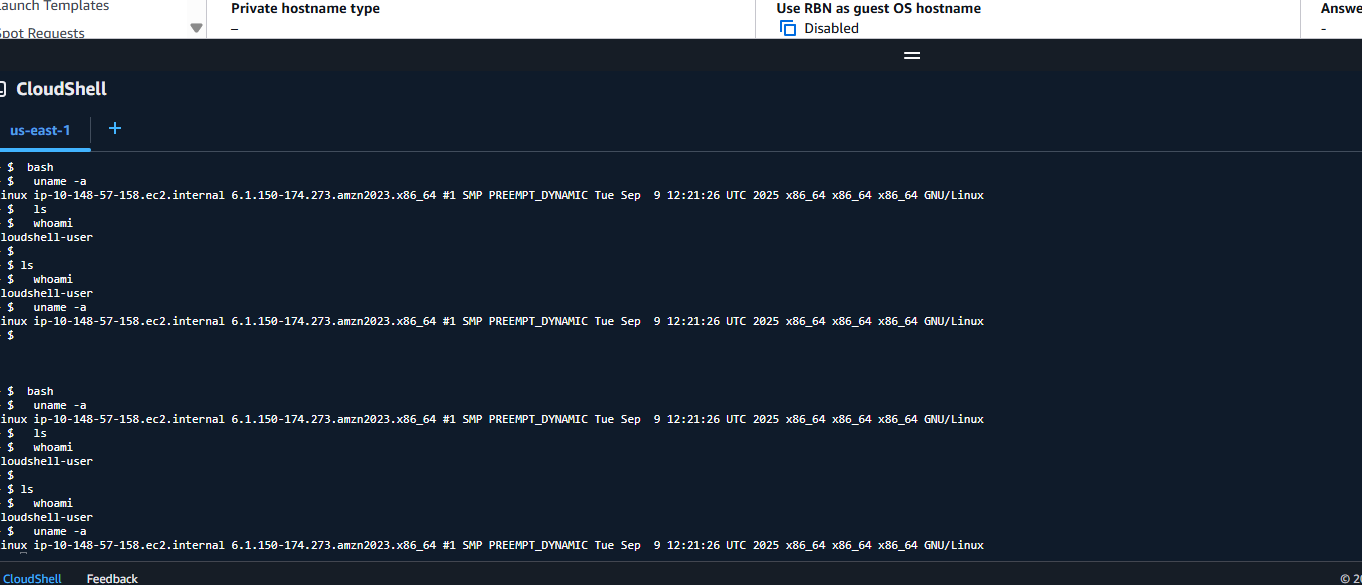 aunch Templates
pot Requests
Private hostname type
–
Use RBN as guest OS hostname
Disabled
Answe
-
CloudShell
us-east-1 +
$ bash
$ uname -a
inux ip-10-148-57-158.ec2.internal 6.1.150-174.273.amzn2023.x86_64 #1 SMP PREEMPT_DYNAMIC Tue Sep  9 12:21:26 UTC 2025 x86_64 x86_64 x86_64 GNU/Linux
$ ls
$ whoami
loudshell-user
$
$ ls
$ whoami
loudshell-user
$ uname -a
inux ip-10-148-57-158.ec2.internal 6.1.150-174.273.amzn2023.x86_64 #1 SMP PREEMPT_DYNAMIC Tue Sep  9 12:21:26 UTC 2025 x86_64 x86_64 x86_64 GNU/Linux
$
$ bash
$ uname -a
inux ip-10-148-57-158.ec2.internal 6.1.150-174.273.amzn2023.x86_64 #1 SMP PREEMPT_DYNAMIC Tue Sep  9 12:21:26 UTC 2025 x86_64 x86_64 x86_64 GNU/Linux
$ ls
$ whoami
loudshell-user
$
$ ls
$ whoami
loudshell-user
$ uname -a
inux ip-10-148-57-158.ec2.internal 6.1.150-174.273.amzn2023.x86_64 #1 SMP PREEMPT_DYNAMIC Tue Sep  9 12:21:26 UTC 2025 x86_64 x86_64 x86_64 GNU/Linux
CloudShell Feedback © 2